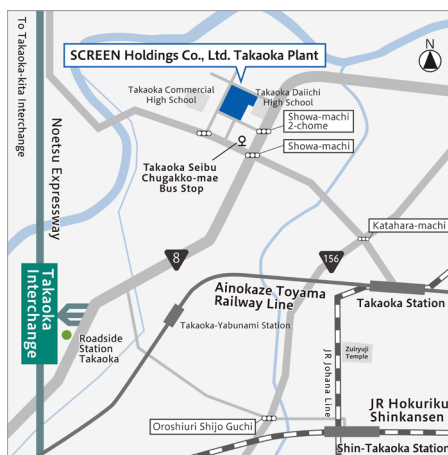 To Takaoka-kita Interchange
SCREEN Holdings Co., Ltd. Takaoka Plant
N
Takaoka Commercial
High School
Takaoka Daiichi
High School
Showa-machi
2-chome
Showa-machi
Takaoka Seibu
Chugakko-mae
Bus Stop
Noetsu Expressway
Katahara-machi
8
156
Takaoka
Interchange
Ainokaze Toyama
Railway Line
Takaoka Station
Takaoka-Yabunami Station
Roadside
Station
Takaoka
Zuiryuji
Temple
JR Johana Line
JR Hokuriku
Shinkansen
Oroshiuri Shijo Guchi
Shin-Takaoka Station